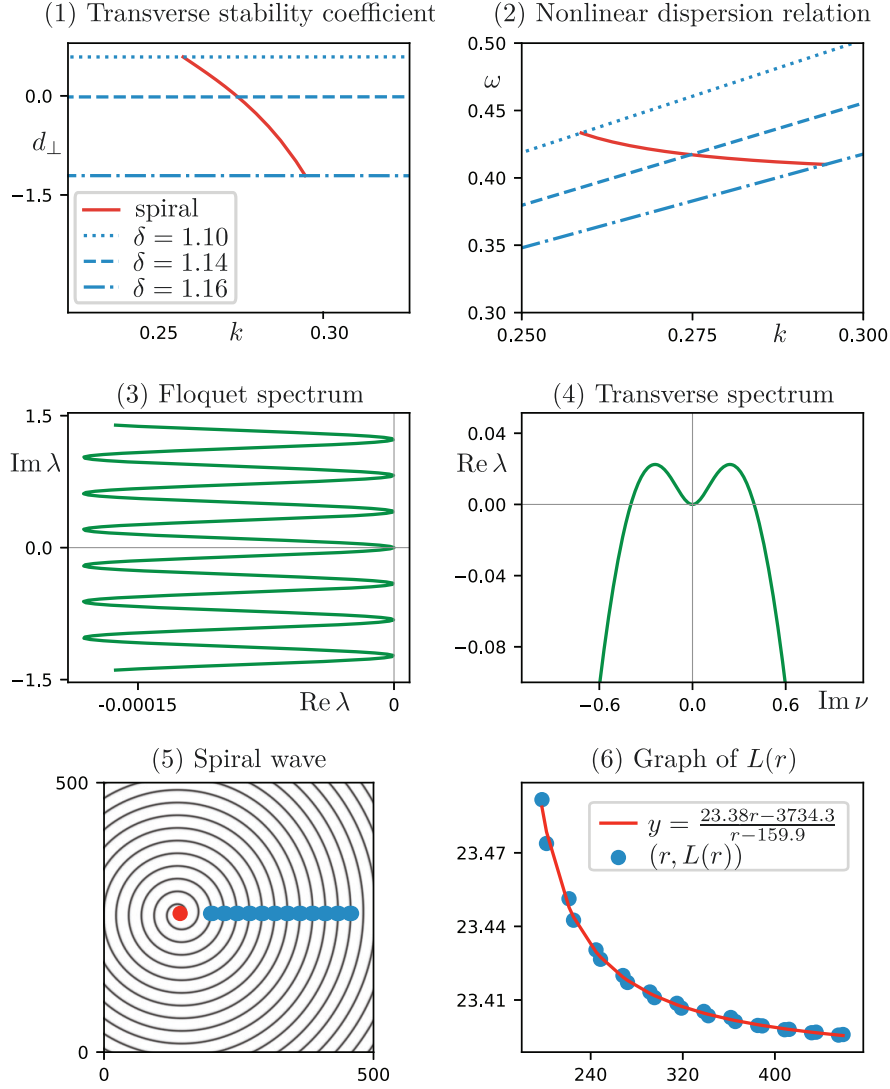 (1) Transverse stability coefficient
0.0
d⊥
−1.5
spiral
δ = 1.10
δ = 1.14
δ = 1.16
0.25
k
0.30
(2) Nonlinear dispersion relation
0.50
ω
0.45
0.40
0.35
0.30
0.250
0.275
k
0.300
(3) Floquet spectrum
1.5
Im λ
0.0
−1.5
-0.00015
Re λ
0
(4) Transverse spectrum
0.04
Re λ
0.00
−0.04
−0.08
−0.6
0.0
0.6
Im ν
(5) Spiral wave
500
0
0
500
(6) Graph of L(r)
y = \frac{23.38r−3734.3}{r−159.9}
(r, L(r))
23.47
23.44
23.41
240
320
400